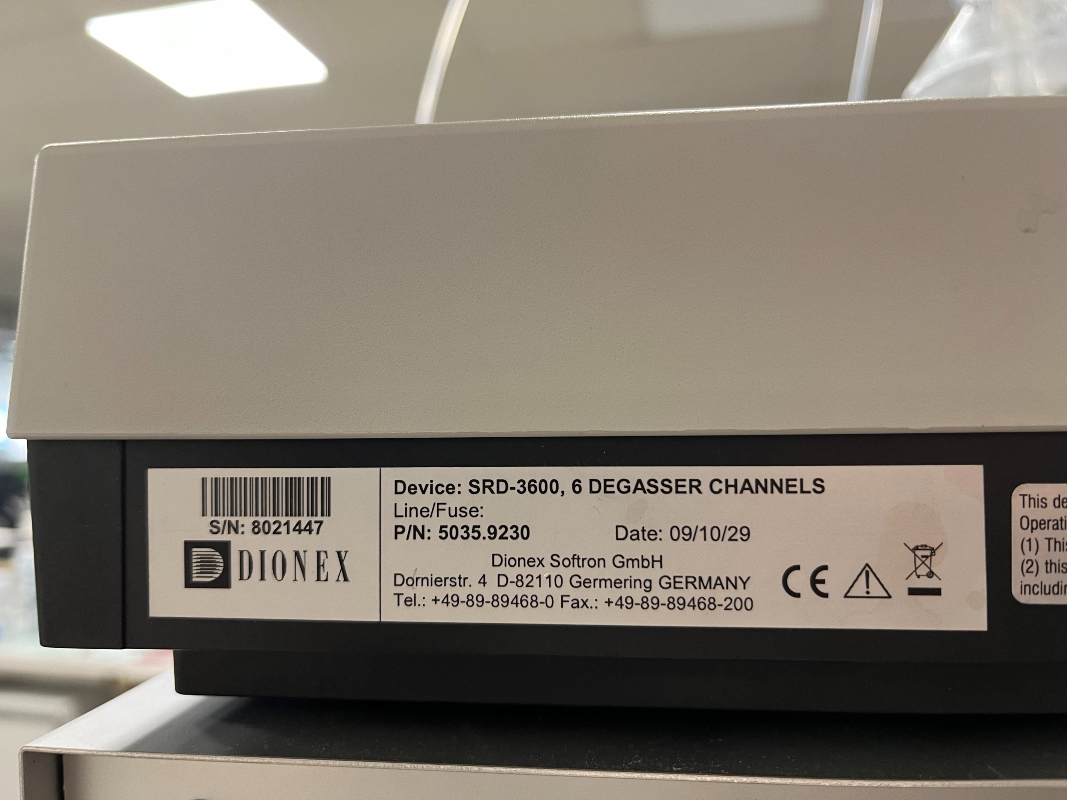 S/N: 8021447
DIONEX
Device: SRD-3600, 6 DEGASSER CHANNELS
Line/Fuse:
P/N: 5035.9230 Date: 09/10/29
Dionex Softron GmbH
Dornierstr. 4 D-82110 Germering GERMANY
Tel.: +49-89-89468-0 Fax.: +49-89-89468-200
CE
This de
Operati
(1) This
(2) this
includin